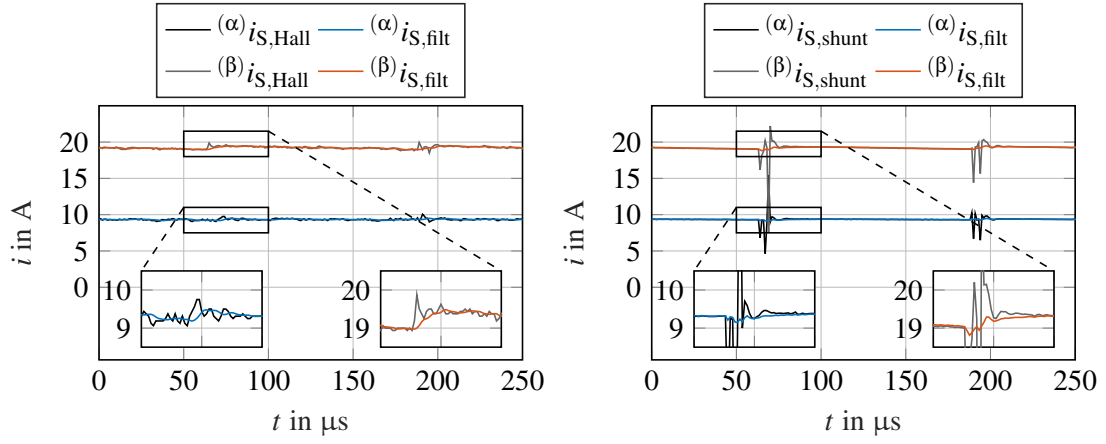 (α)iS,Hall (α)iS,filt
(β)iS,Hall (β)iS,filt
20
15
10
5
0
i in A
10
9
20
19
0 50 100 150 200 250
t in μs
(α)iS,shunt (α)iS,filt
(β)iS,shunt (β)iS,filt
20
15
10
5
0
i in A
10
9
20
19
0 50 100 150 200 250
t in μs